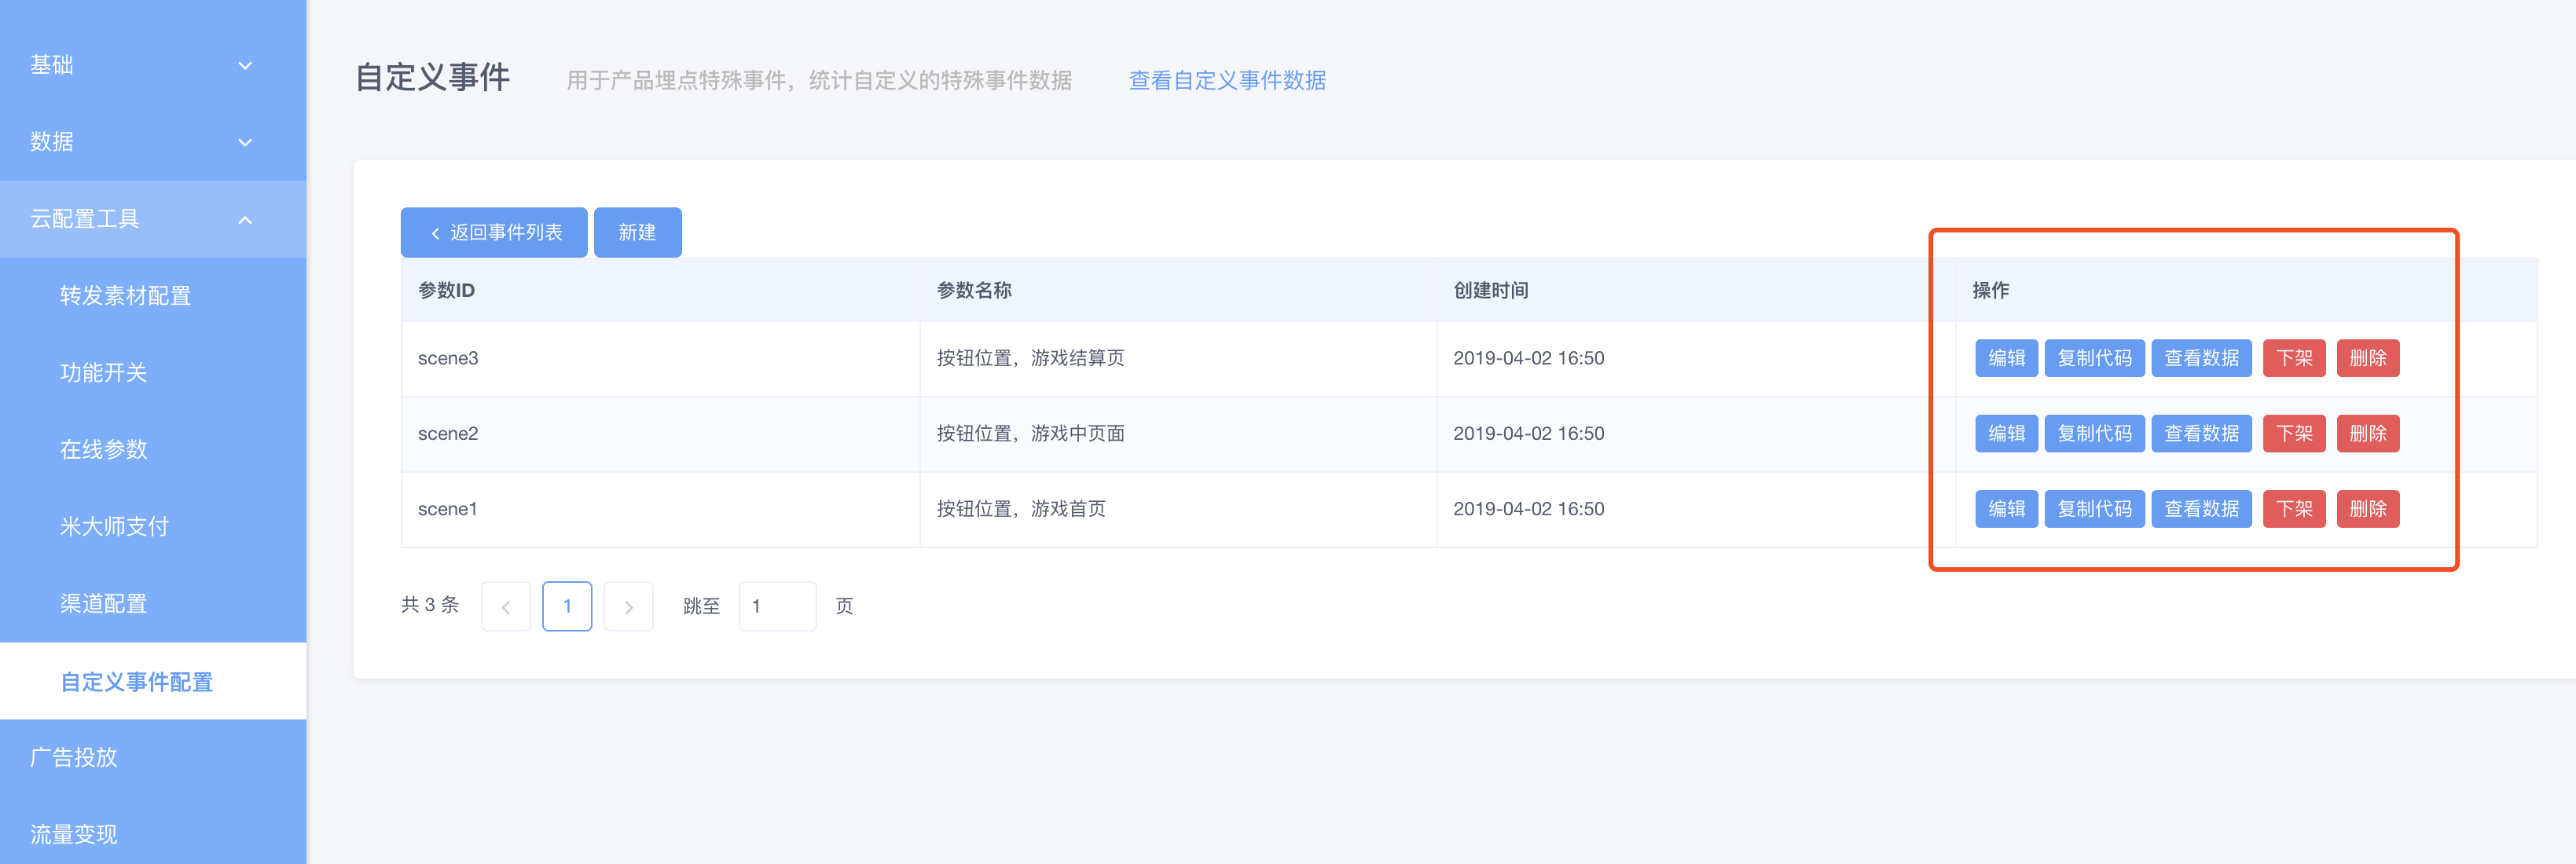 基础
数据
云配置工具
转发素材配置
功能开关
在线参数
米大师支付
渠道配置
自定义事件配置
广告投放
流量变现
自定义事件 用于产品埋点特殊事件，统计自定义的特殊事件数据 查看自定义事件数据
返回事件列表 新建
参数ID 参数名称 创建时间 操作
scene3 按钮位置，游戏结算页 2019-04-02 16:50 编辑 复制代码 查看数据 下架 删除
scene2 按钮位置，游戏中页面 2019-04-02 16:50 编辑 复制代码 查看数据 下架 删除
scene1 按钮位置，游戏首页 2019-04-02 16:50 编辑 复制代码 查看数据 下架 删除
共 3 条 1 跳至 1 页